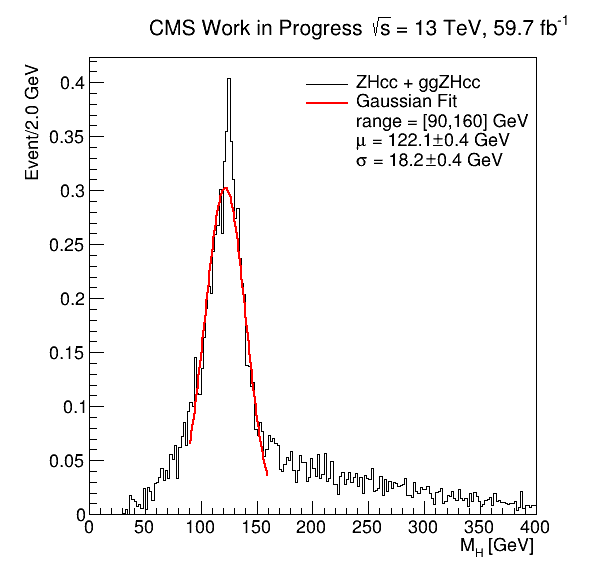 CMS Work in Progress √s = 13 TeV, 59.7 fb⁻¹
Event/2.0 GeV
ZHcc + ggZHcc
Gaussian Fit
range = [90,160] GeV
μ = 122.1±0.4 GeV
σ = 18.2±0.4 GeV
0.4
0.35
0.3
0.25
0.2
0.15
0.1
0.05
0
0 50 100 150 200 250 300 350 400
M_H [GeV]